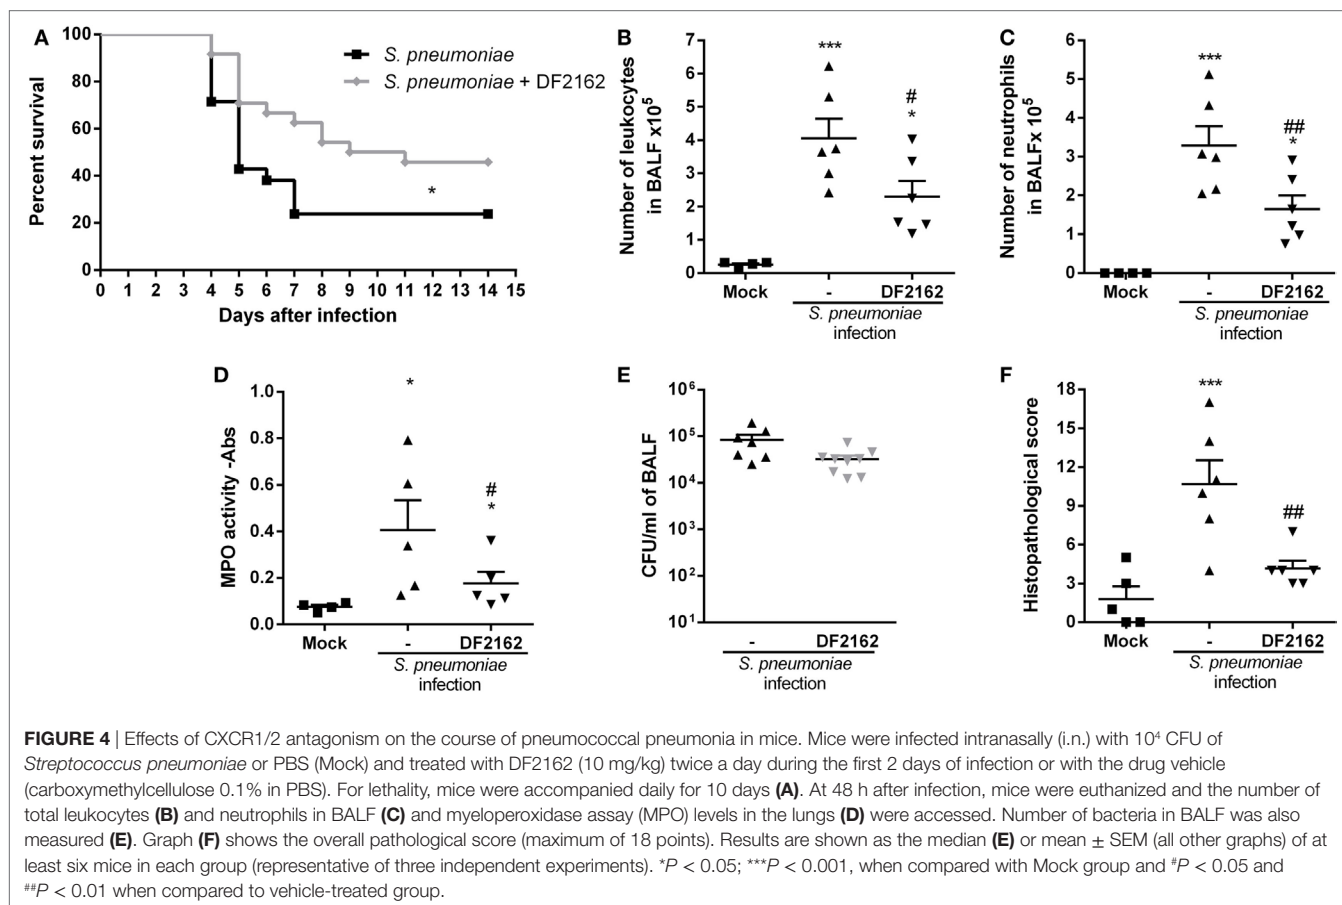 A
100
80
60
40
20
0
0 1 2 3 4 5 6 7 8 9 10 11 12 13 14 15
Percent survival
Days after infection
S. pneumoniae
S. pneumoniae + DF2162
*
B
Number of leukocytes
in BALF x10⁵
7
6
5
4
3
2
1
0
***
#
*
Mock - DF2162
S. pneumoniae
infection
C
Number of neutrophils
in BALFx 10⁵
6
5
4
3
2
1
0
***
##
*
Mock - DF2162
S. pneumoniae
infection
D
MPO activity -Abs
1.0
0.8
0.6
0.4
0.2
0.0
*
#
*
Mock - DF2162
S. pneumoniae
infection
E
CFU/ml of BALF
10⁶
10⁵
10⁴
10³
10²
10¹
- DF2162
S. pneumoniae
infection
F
Histopathological score
18
15
12
9
6
3
0
***
##
Mock - DF2162
S. pneumoniae
infection
FIGURE 4 | Effects of CXCR1/2 antagonism on the course of pneumococcal pneumonia in mice. Mice were infected intranasally (i.n.) with 10⁴ CFU of
Streptococcus pneumoniae or PBS (Mock) and treated with DF2162 (10 mg/kg) twice a day during the first 2 days of infection or with the drug vehicle
(carboxymethylcellulose 0.1% in PBS). For lethality, mice were accompanied daily for 10 days (A). At 48 h after infection, mice were euthanized and the number of
total leukocytes (B) and neutrophils in BALF (C) and myeloperoxidase assay (MPO) levels in the lungs (D) were accessed. Number of bacteria in BALF was also
measured (E). Graph (F) shows the overall pathological score (maximum of 18 points). Results are shown as the median (E) or mean ± SEM (all other graphs) of at
least six mice in each group (representative of three independent experiments). *P < 0.05; ***P < 0.001, when compared with Mock group and #P < 0.05 and
##P < 0.01 when compared to vehicle-treated group.